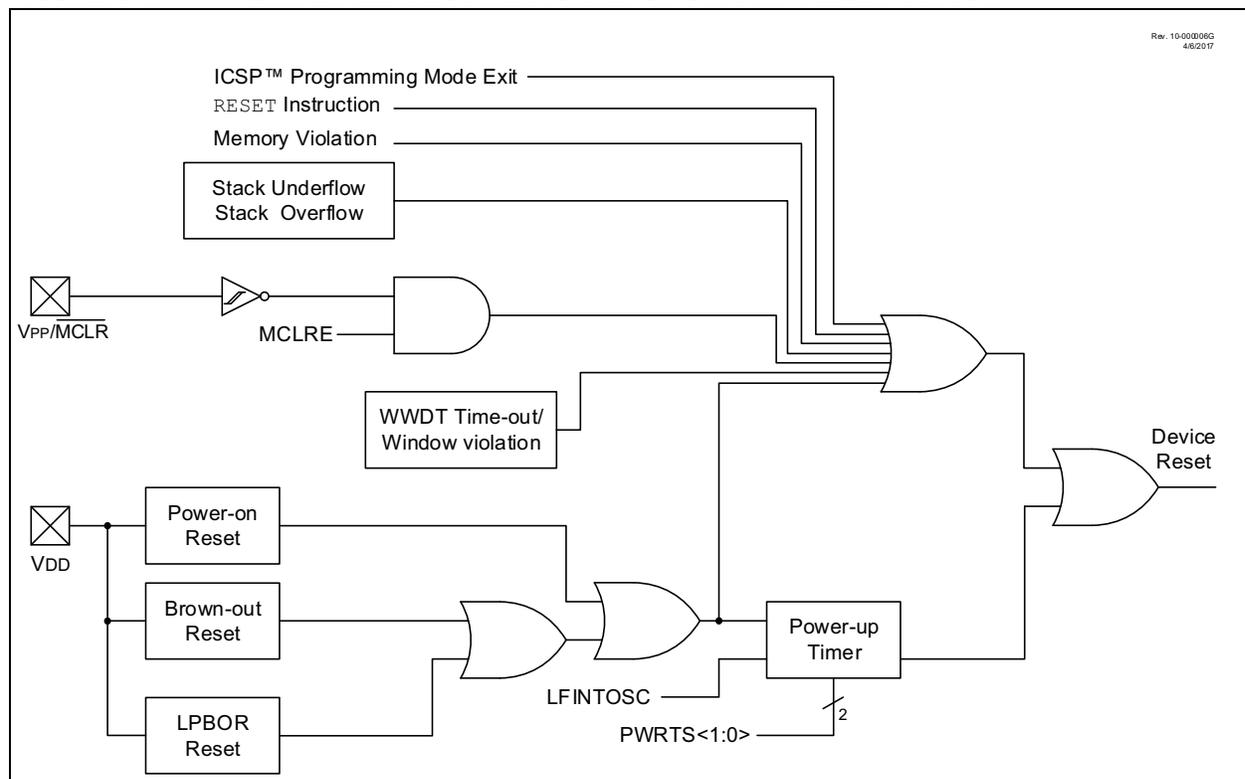 Rev. 10-000006G
4/6/2017
ICSP™ Programming Mode Exit
RESET Instruction
Memory Violation
Stack Underflow
Stack Overflow
VPP/MCLR
MCLRE
WWDT Time-out/
Window violation
Device
Reset
Power-on
Reset
VDD
Brown-out
Reset
Power-up
Timer
LFINTOSC
LPBOR
Reset
2
PWRTS<1:0>